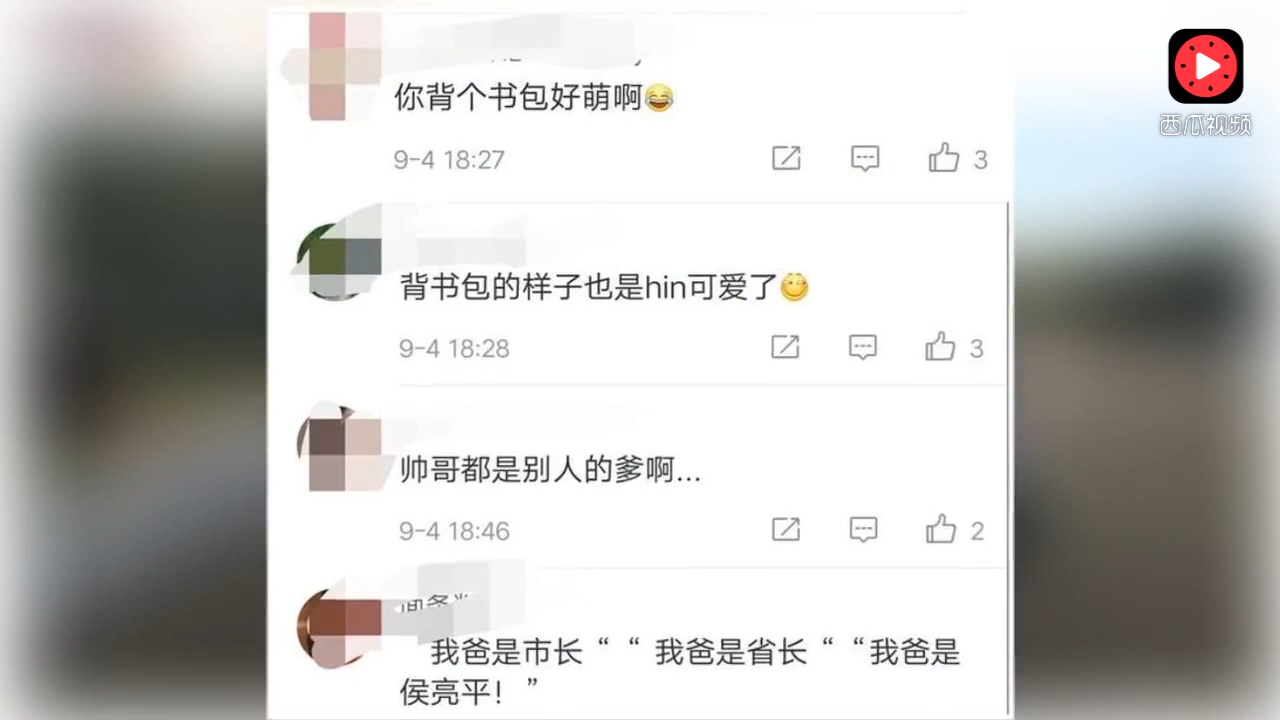 西瓜视频
你背个书包好萌啊😂
9-4 18:27
3
背书包的样子也是hin可爱了
9-4 18:28
3
帅哥都是别人的爹啊...
9-4 18:46
2
我爸是市长““我爸是省长““我爸是
侯亮平！”